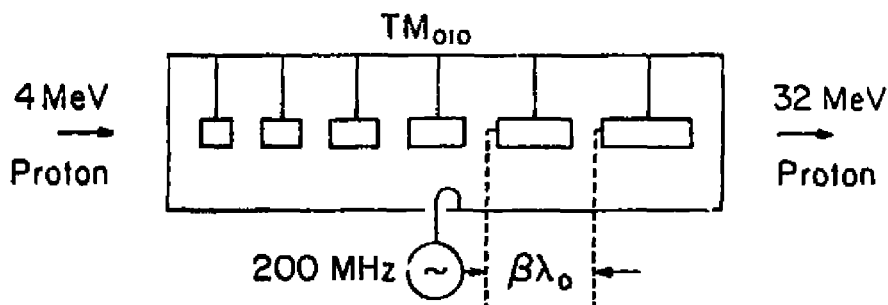 TM₀₁₀
4 MeV
Proton
32 MeV
Proton
200 MHz
~
βλ₀